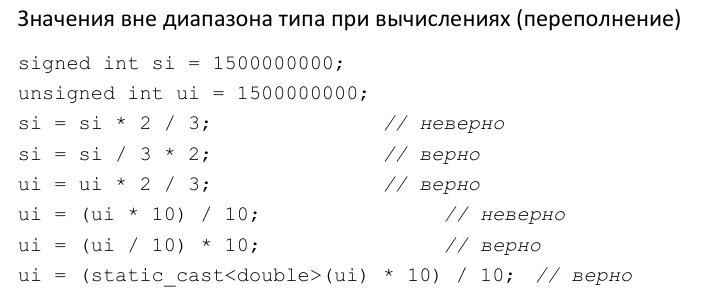 Значения вне диапазона типа при вычислениях (переполнение)
signed int si = 1500000000;
unsigned int ui = 1500000000;
si = si * 2 / 3; // неверно
si = si / 3 * 2; // верно
ui = ui * 2 / 3; // верно
ui = (ui * 10) / 10; // неверно
ui = (ui / 10) * 10; // верно
ui = (static_cast<double>(ui) * 10) / 10; // верно